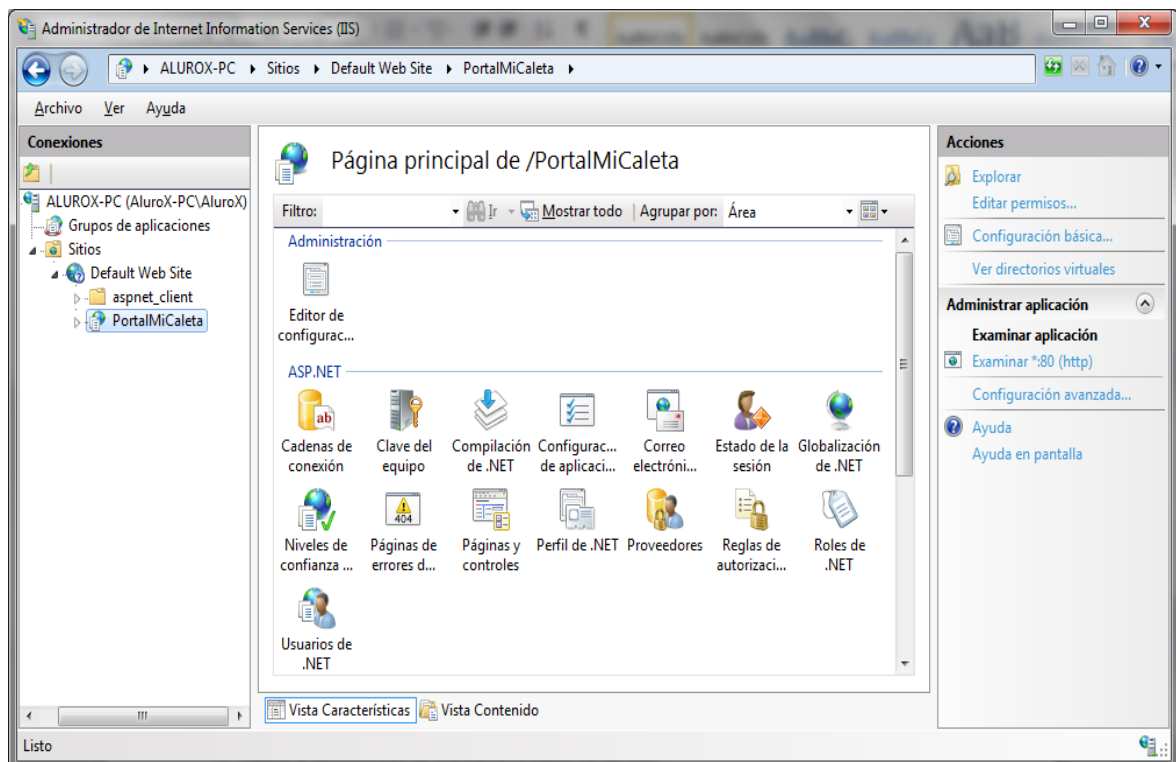 Administrador de Internet Information Services (IIS)
ALUROX-PC Sitios Default Web Site PortalMiCaleta
Archivo Ver Ayuda
Conexiones
ALUROX-PC (AluroX-PC\AluroX)
Grupos de aplicaciones
Sitios
Default Web Site
aspnet_client
PortalMiCaleta
Página principal de /PortalMiCaleta
Filtro: Ir Mostrar todo Agrupar por: Área
Administración
Editor de
configurac...
ASP.NET
ab
Cadenas de
conexión
Clave del
equipo
Compilación
de .NET
Configurac...
de aplicaci...
Correo
electróni...
Estado de la
sesión
Globalización
de .NET
Niveles de
confianza ...
404
Páginas de
errores d...
Páginas y
controles
Perfil de .NET
Proveedores
Reglas de
autorizaci...
Roles de
.NET
Usuarios de
.NET
Vista Características Vista Contenido
Acciones
Explorar
Editar permisos...
Configuración básica...
Ver directorios virtuales
Administrar aplicación
Examinar aplicación
Examinar *:80 (http)
Configuración avanzada...
Ayuda
Ayuda en pantalla
Listo